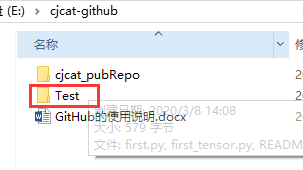 (E:) › cjcat-github
名称
cjcat_pubRepo
Test
创建日期: 2020/3/8 14:08
GitHub的使用说明.docx
大小: 579 字节
文件: first.py, first_tensor.py, README